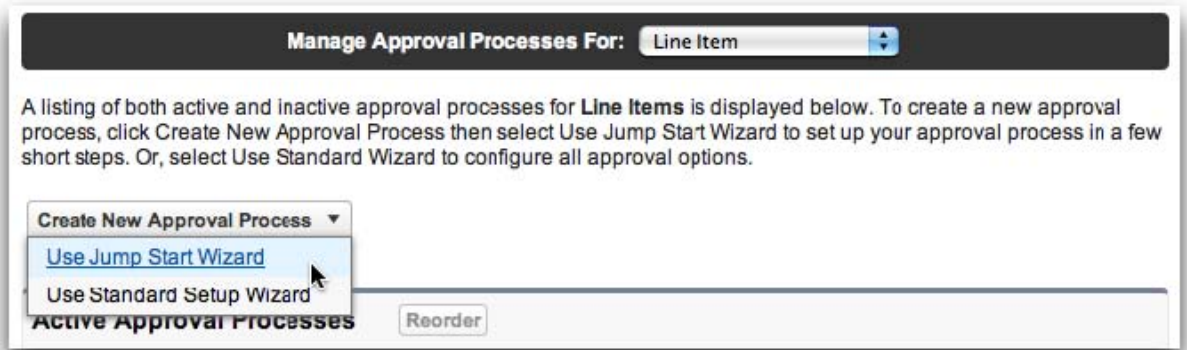 Manage Approval Processes For: Line Item
A listing of both active and inactive approval processes for Line Items is displayed below. To create a new approval
process, click Create New Approval Process then select Use Jump Start Wizard to set up your approval process in a few
short steps. Or, select Use Standard Wizard to configure all approval options.
Create New Approval Process
Use Jump Start Wizard
Use Standard Setup Wizard
Active Approval Processes Reorder